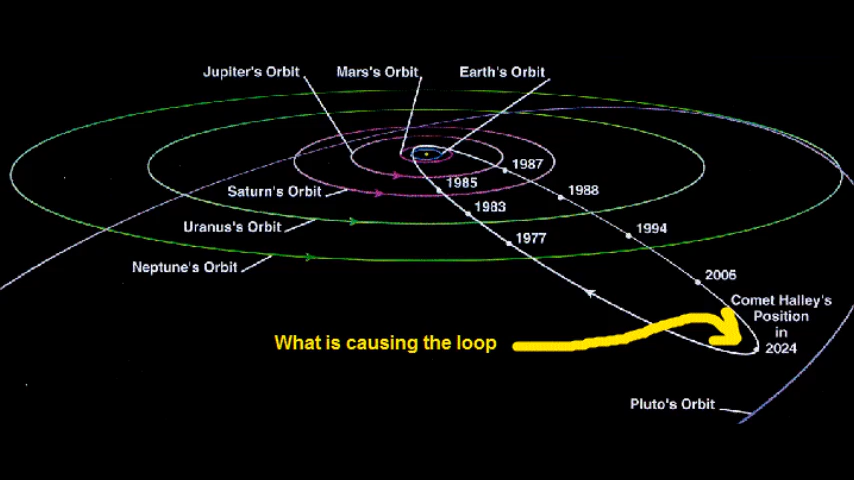 Jupiter's Orbit
Mars's Orbit
Earth's Orbit
1987
Saturn's Orbit
1985
1988
1983
Uranus's Orbit
1994
1977
Neptune's Orbit
2005
Comet Halley's
Position
in
2024
What is causing the loop
Pluto's Orbit